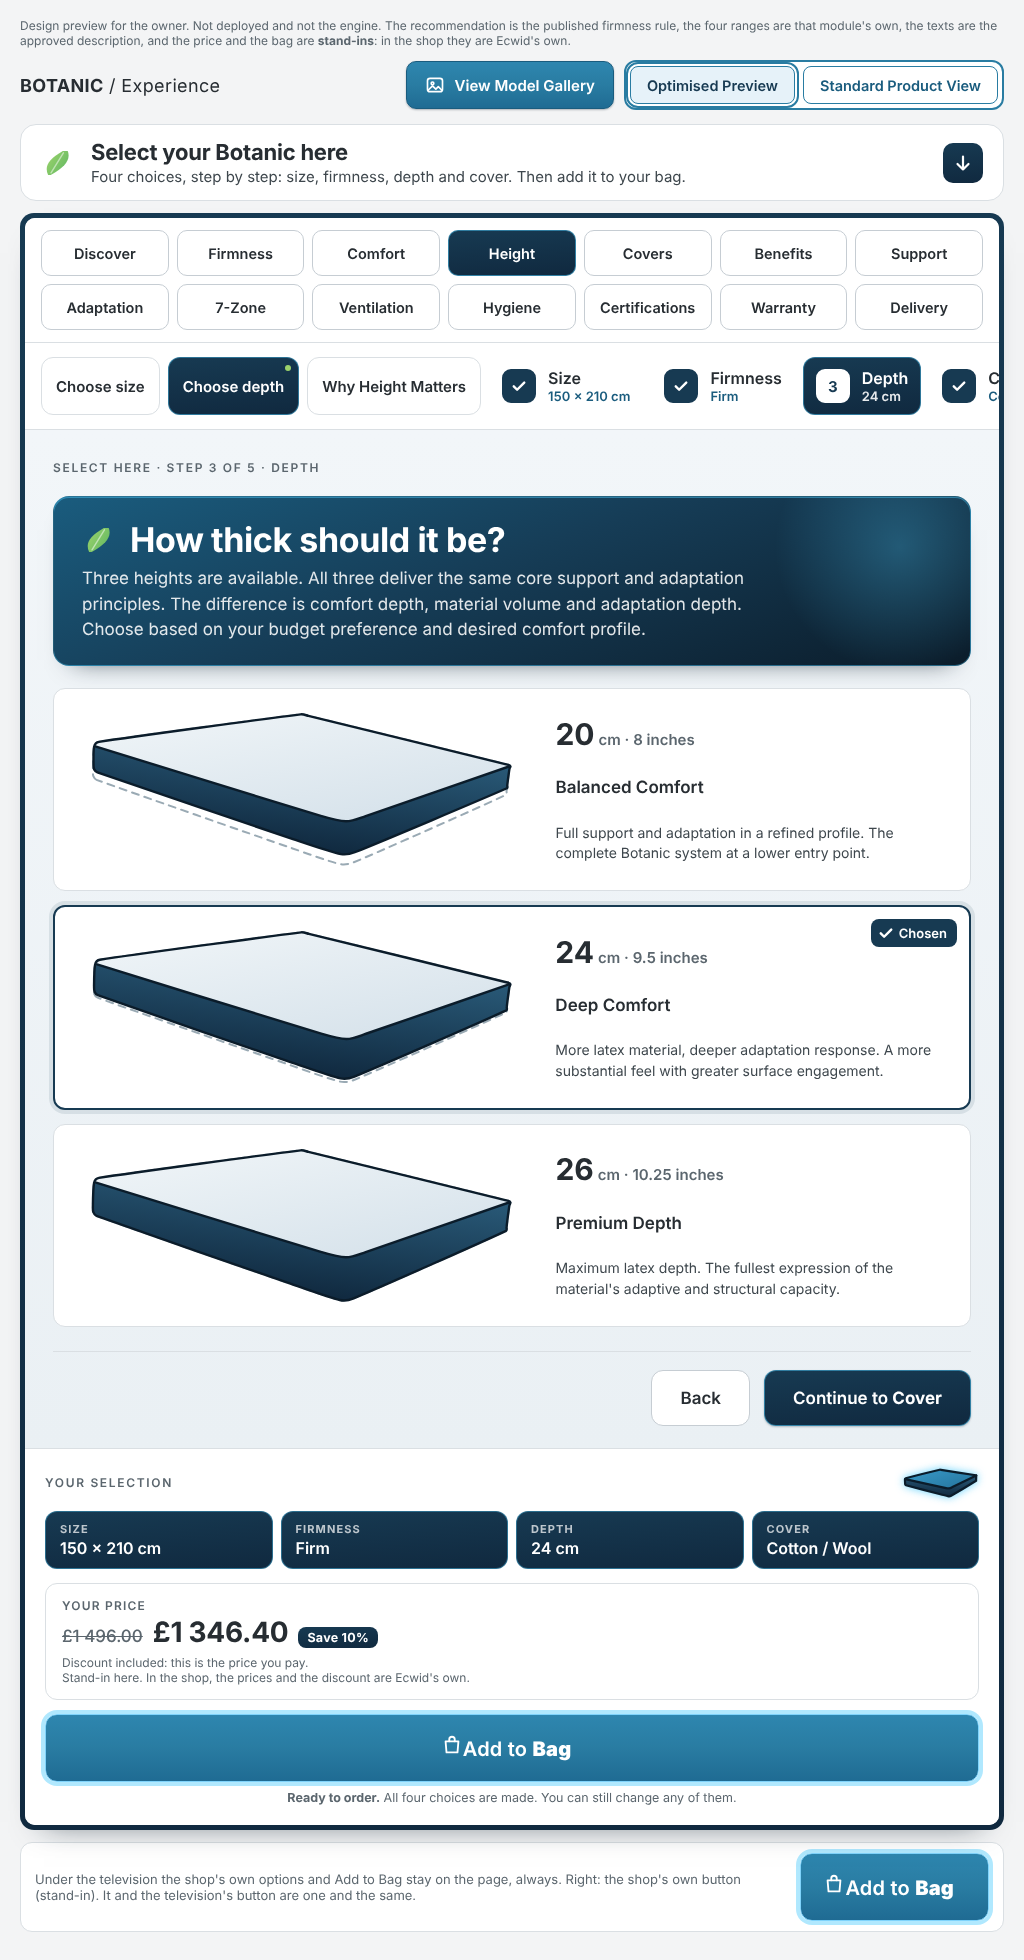 Design preview for the owner. Not deployed and not the engine. The recommendation is the published firmness rule, the four ranges are that module's own, the texts are the
approved description, and the price and the bag are stand-ins: in the shop they are Ecwid's own.
BOTANIC / Experience
View Model Gallery
Optimised Preview
Standard Product View
Select your Botanic here
Four choices, step by step: size, firmness, depth and cover. Then add it to your bag.
Discover
Firmness
Comfort
Height
Covers
Benefits
Support
Adaptation
7-Zone
Ventilation
Hygiene
Certifications
Warranty
Delivery
Choose size
Choose depth
Why Height Matters
Size
150 × 210 cm
Firmness
Firm
3
Depth
24 cm
SELECT HERE · STEP 3 OF 5 · DEPTH
How thick should it be?
Three heights are available. All three deliver the same core support and adaptation
principles. The difference is comfort depth, material volume and adaptation depth.
Choose based on your budget preference and desired comfort profile.
20 cm · 8 inches
Balanced Comfort
Full support and adaptation in a refined profile. The
complete Botanic system at a lower entry point.
Chosen
24 cm · 9.5 inches
Deep Comfort
More latex material, deeper adaptation response. A more
substantial feel with greater surface engagement.
26 cm · 10.25 inches
Premium Depth
Maximum latex depth. The fullest expression of the
material's adaptive and structural capacity.
Back
Continue to Cover
YOUR SELECTION
SIZE
150 × 210 cm
FIRMNESS
Firm
DEPTH
24 cm
COVER
Cotton / Wool
YOUR PRICE
£1 496.00 £1 346.40 Save 10%
Discount included: this is the price you pay.
Stand-in here. In the shop, the prices and the discount are Ecwid's own.
Add to Bag
Ready to order. All four choices are made. You can still change any of them.
Under the television the shop's own options and Add to Bag stay on the page, always. Right: the shop's own button
(stand-in). It and the television's button are one and the same.
Add to Bag